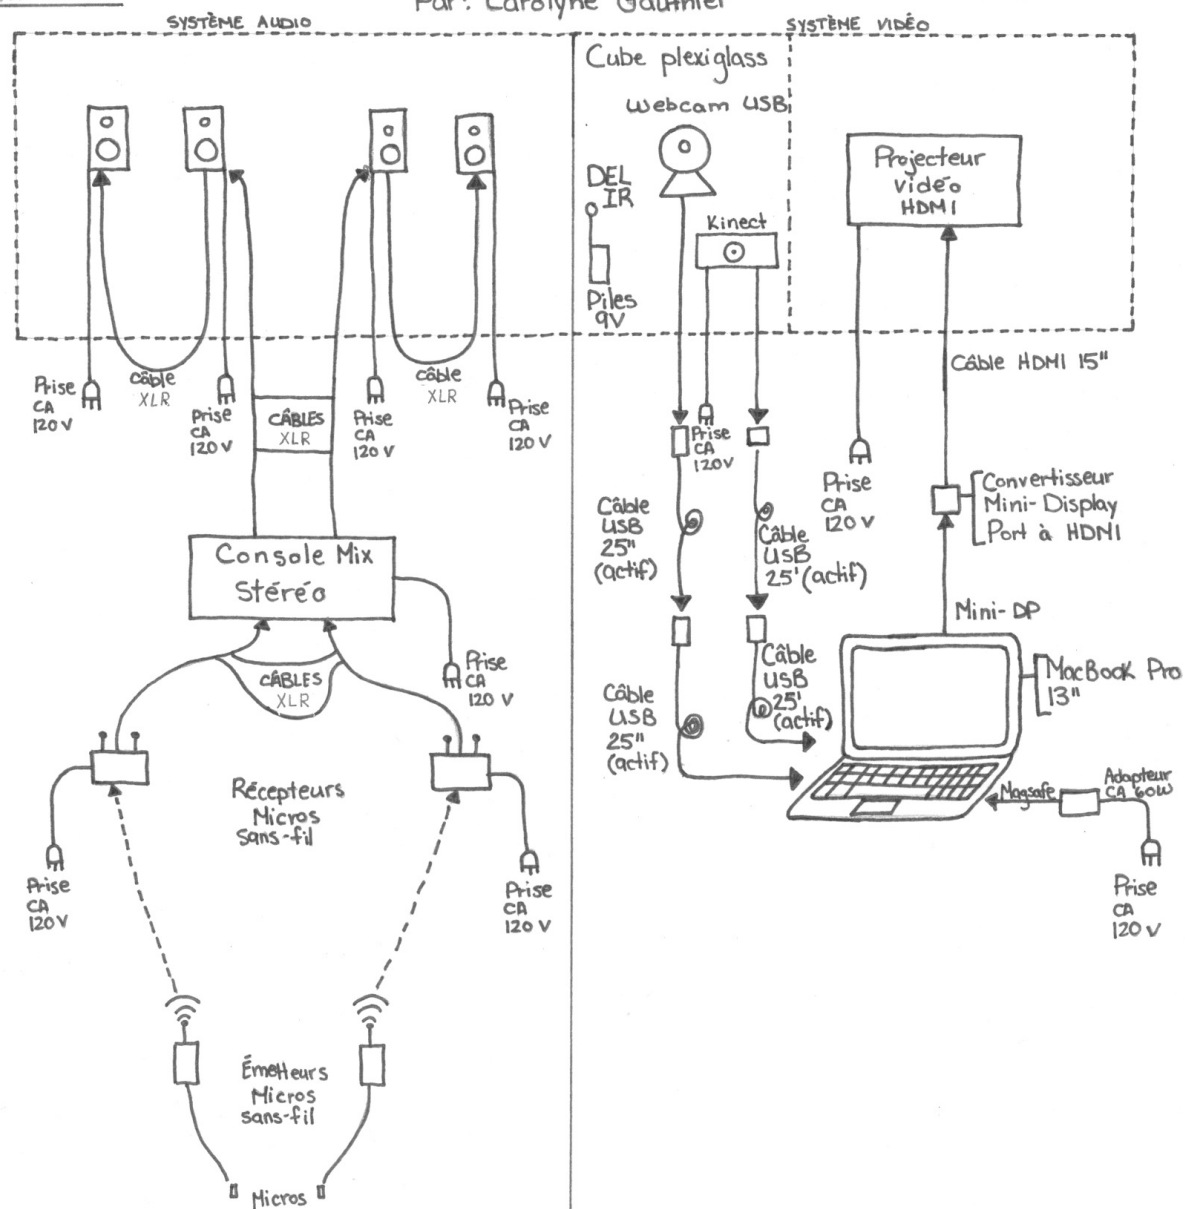 Par: Carolyne Gauthier
SYSTÈME AUDIO
SYSTÈME VIDÉO
Cube plexiglass
Webcam USB
DEL
IR
Kinect
Piles
9V
Projecteur
vidéo
HDMI
Prise
CA
120 V
Câble
XLR
Prise
CA
120 V
CÂBLES
XLR
Prise
CA
120 V
Câble
XLR
Prise
CA
120 V
Prise
CA
120V
Câble HDMI 15"
Prise
CA
120 V
Convertisseur
Mini-Display
Port à HDMI
Câble
USB
25"
(actif)
Câble
USB
25' (actif)
Console Mix
Stéréo
Mini-DP
Prise
CA
120 V
CÂBLES
XLR
Câble
USB
25"
(actif)
Câble
USB
25'
(actif)
MacBook Pro
13"
Récepteurs
Micros
sans-fil
Magsafe
Adapteur
CA 60W
Prise
CA
120 V
Prise
CA
120 V
Prise
CA
120 V
Émetteurs
Micros
sans-fil
Micros